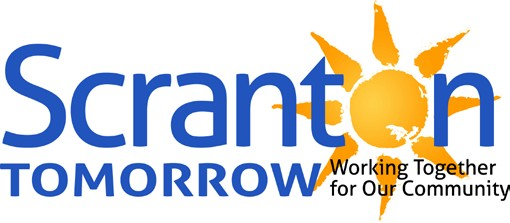 Scranton
TOMORROW
Working Together
for Our Community